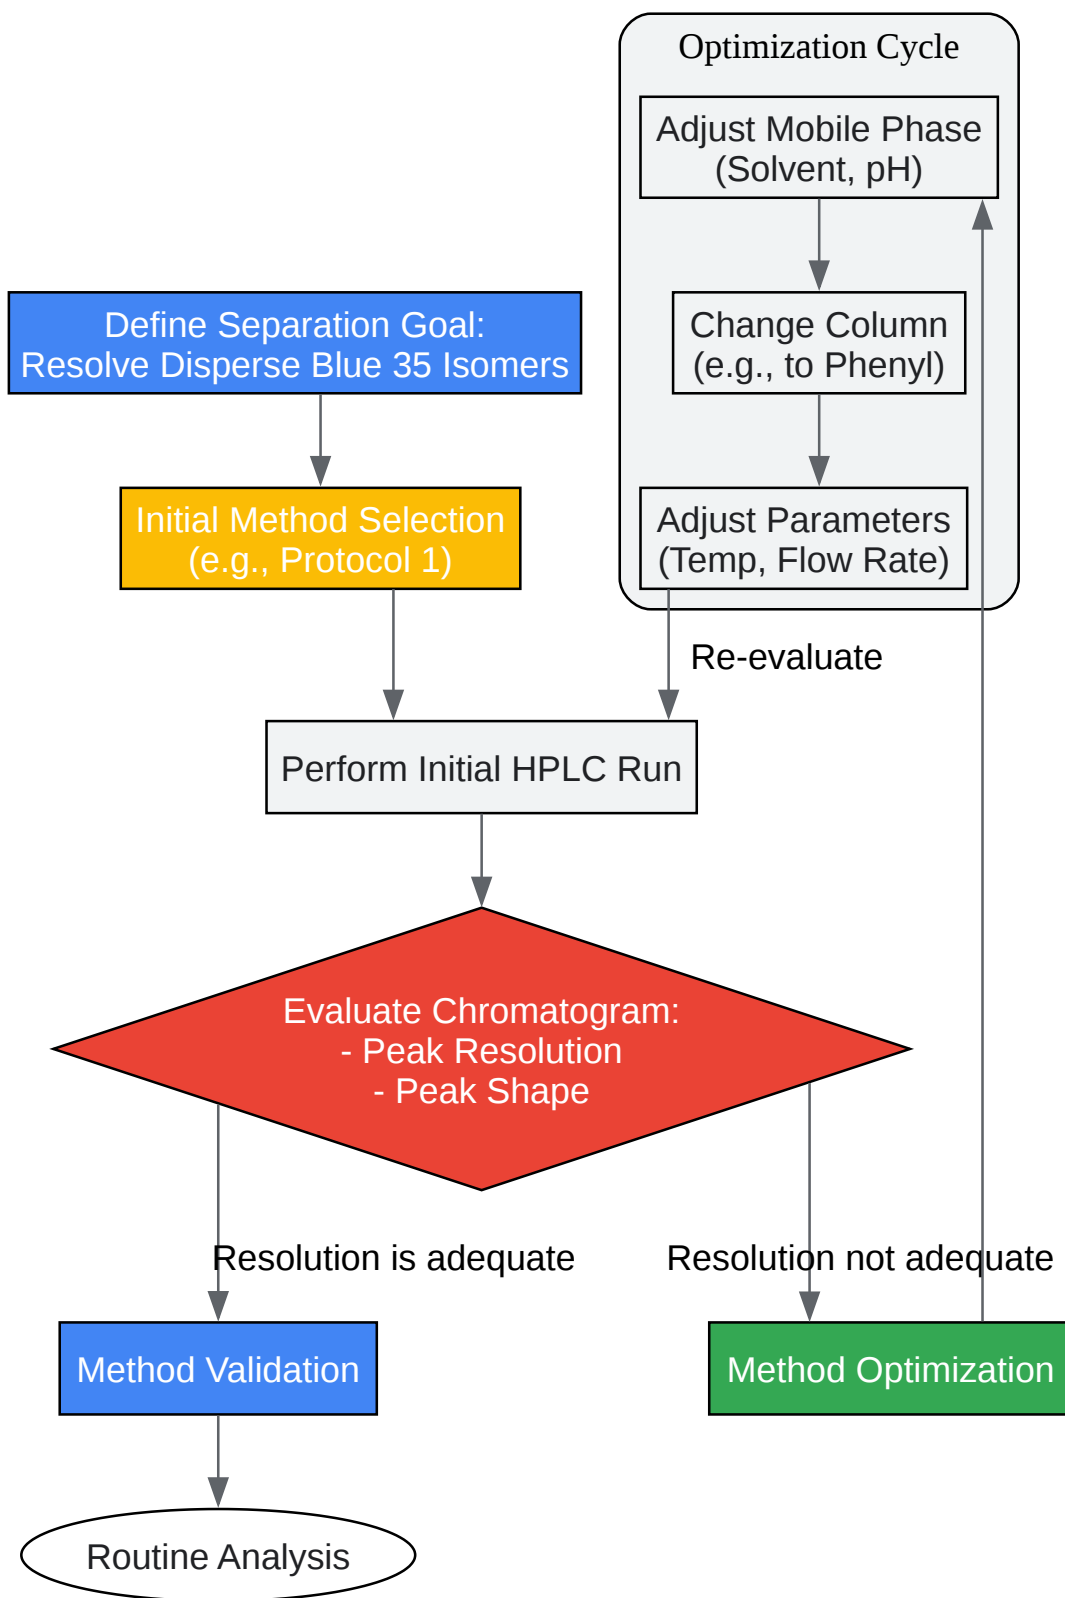 Optimization Cycle
Adjust Mobile Phase
(Solvent, pH)
Change Column
(e.g., to Phenyl)
Adjust Parameters
(Temp, Flow Rate)
Define Separation Goal:
Resolve Disperse Blue 35 Isomers
Initial Method Selection
(e.g., Protocol 1)
Re-evaluate
Perform Initial HPLC Run
Evaluate Chromatogram:
- Peak Resolution
- Peak Shape
Resolution is adequate
Resolution not adequate
Method Validation
Method Optimization
Routine Analysis